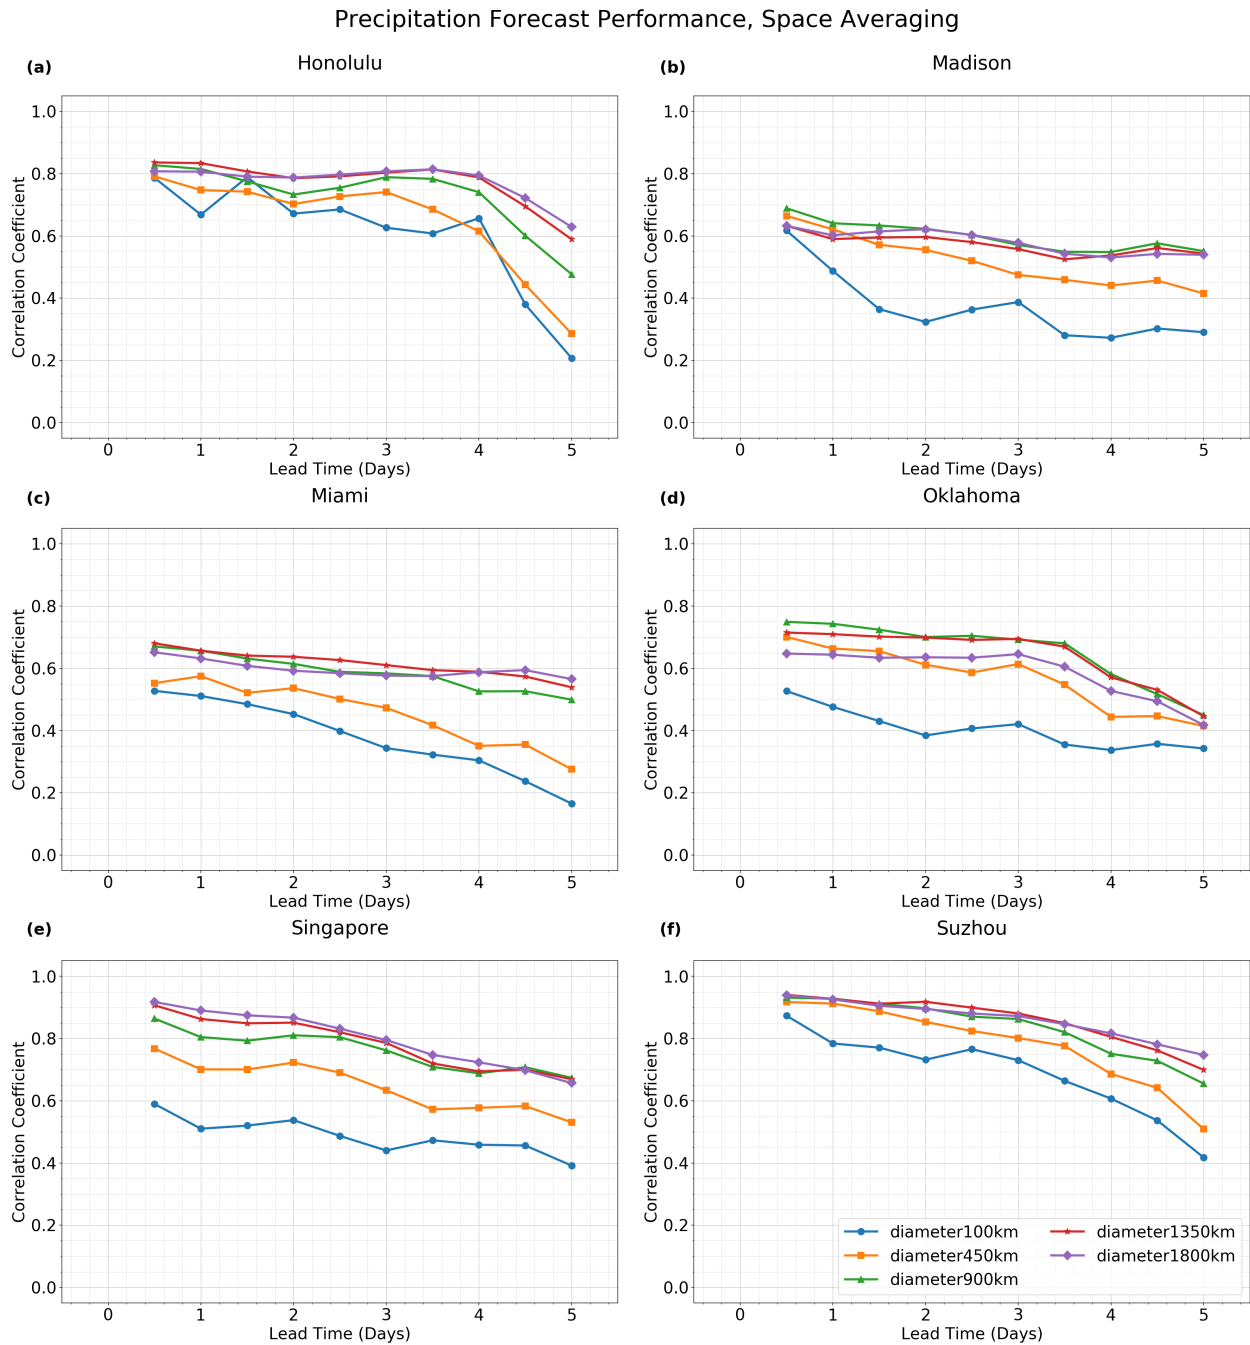 Precipitation Forecast Performance, Space Averaging
(a)
Honolulu
Correlation Coefficient
1.0
0.8
0.6
0.4
0.2
0.0
0 1 2 3 4 5
Lead Time (Days)
(b)
Madison
Correlation Coefficient
1.0
0.8
0.6
0.4
0.2
0.0
0 1 2 3 4 5
Lead Time (Days)
(c)
Miami
Correlation Coefficient
1.0
0.8
0.6
0.4
0.2
0.0
0 1 2 3 4 5
Lead Time (Days)
(d)
Oklahoma
Correlation Coefficient
1.0
0.8
0.6
0.4
0.2
0.0
0 1 2 3 4 5
Lead Time (Days)
(e)
Singapore
Correlation Coefficient
1.0
0.8
0.6
0.4
0.2
0.0
0 1 2 3 4 5
Lead Time (Days)
(f)
Suzhou
Correlation Coefficient
1.0
0.8
0.6
0.4
0.2
0.0
diameter100km
diameter450km
diameter900km
diameter1350km
diameter1800km
0 1 2 3 4 5
Lead Time (Days)